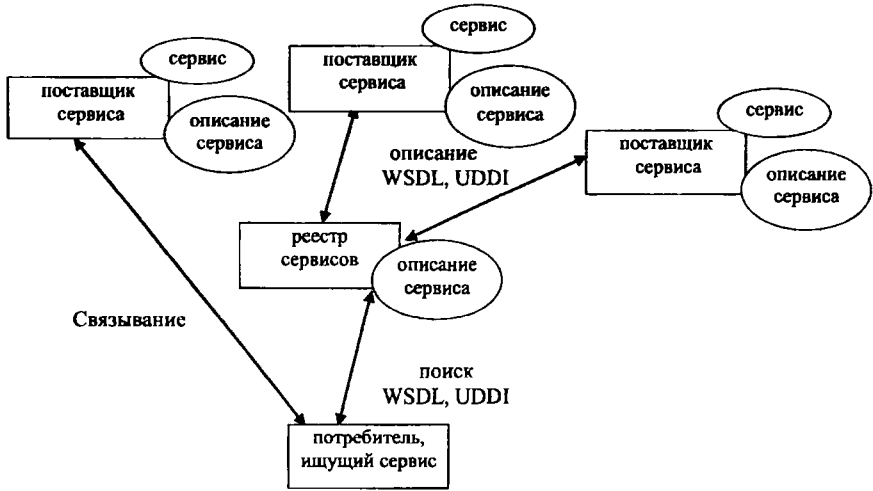 сервис
поставщик
сервиса
описание
сервиса
сервис
поставщик
сервиса
описание
сервиса
сервис
поставщик
сервиса
описание
сервиса
описание
WSDL, UDDI
реестр
сервисов
описание
сервиса
Связывание
поиск
WSDL, UDDI
потребитель,
ищущий сервис